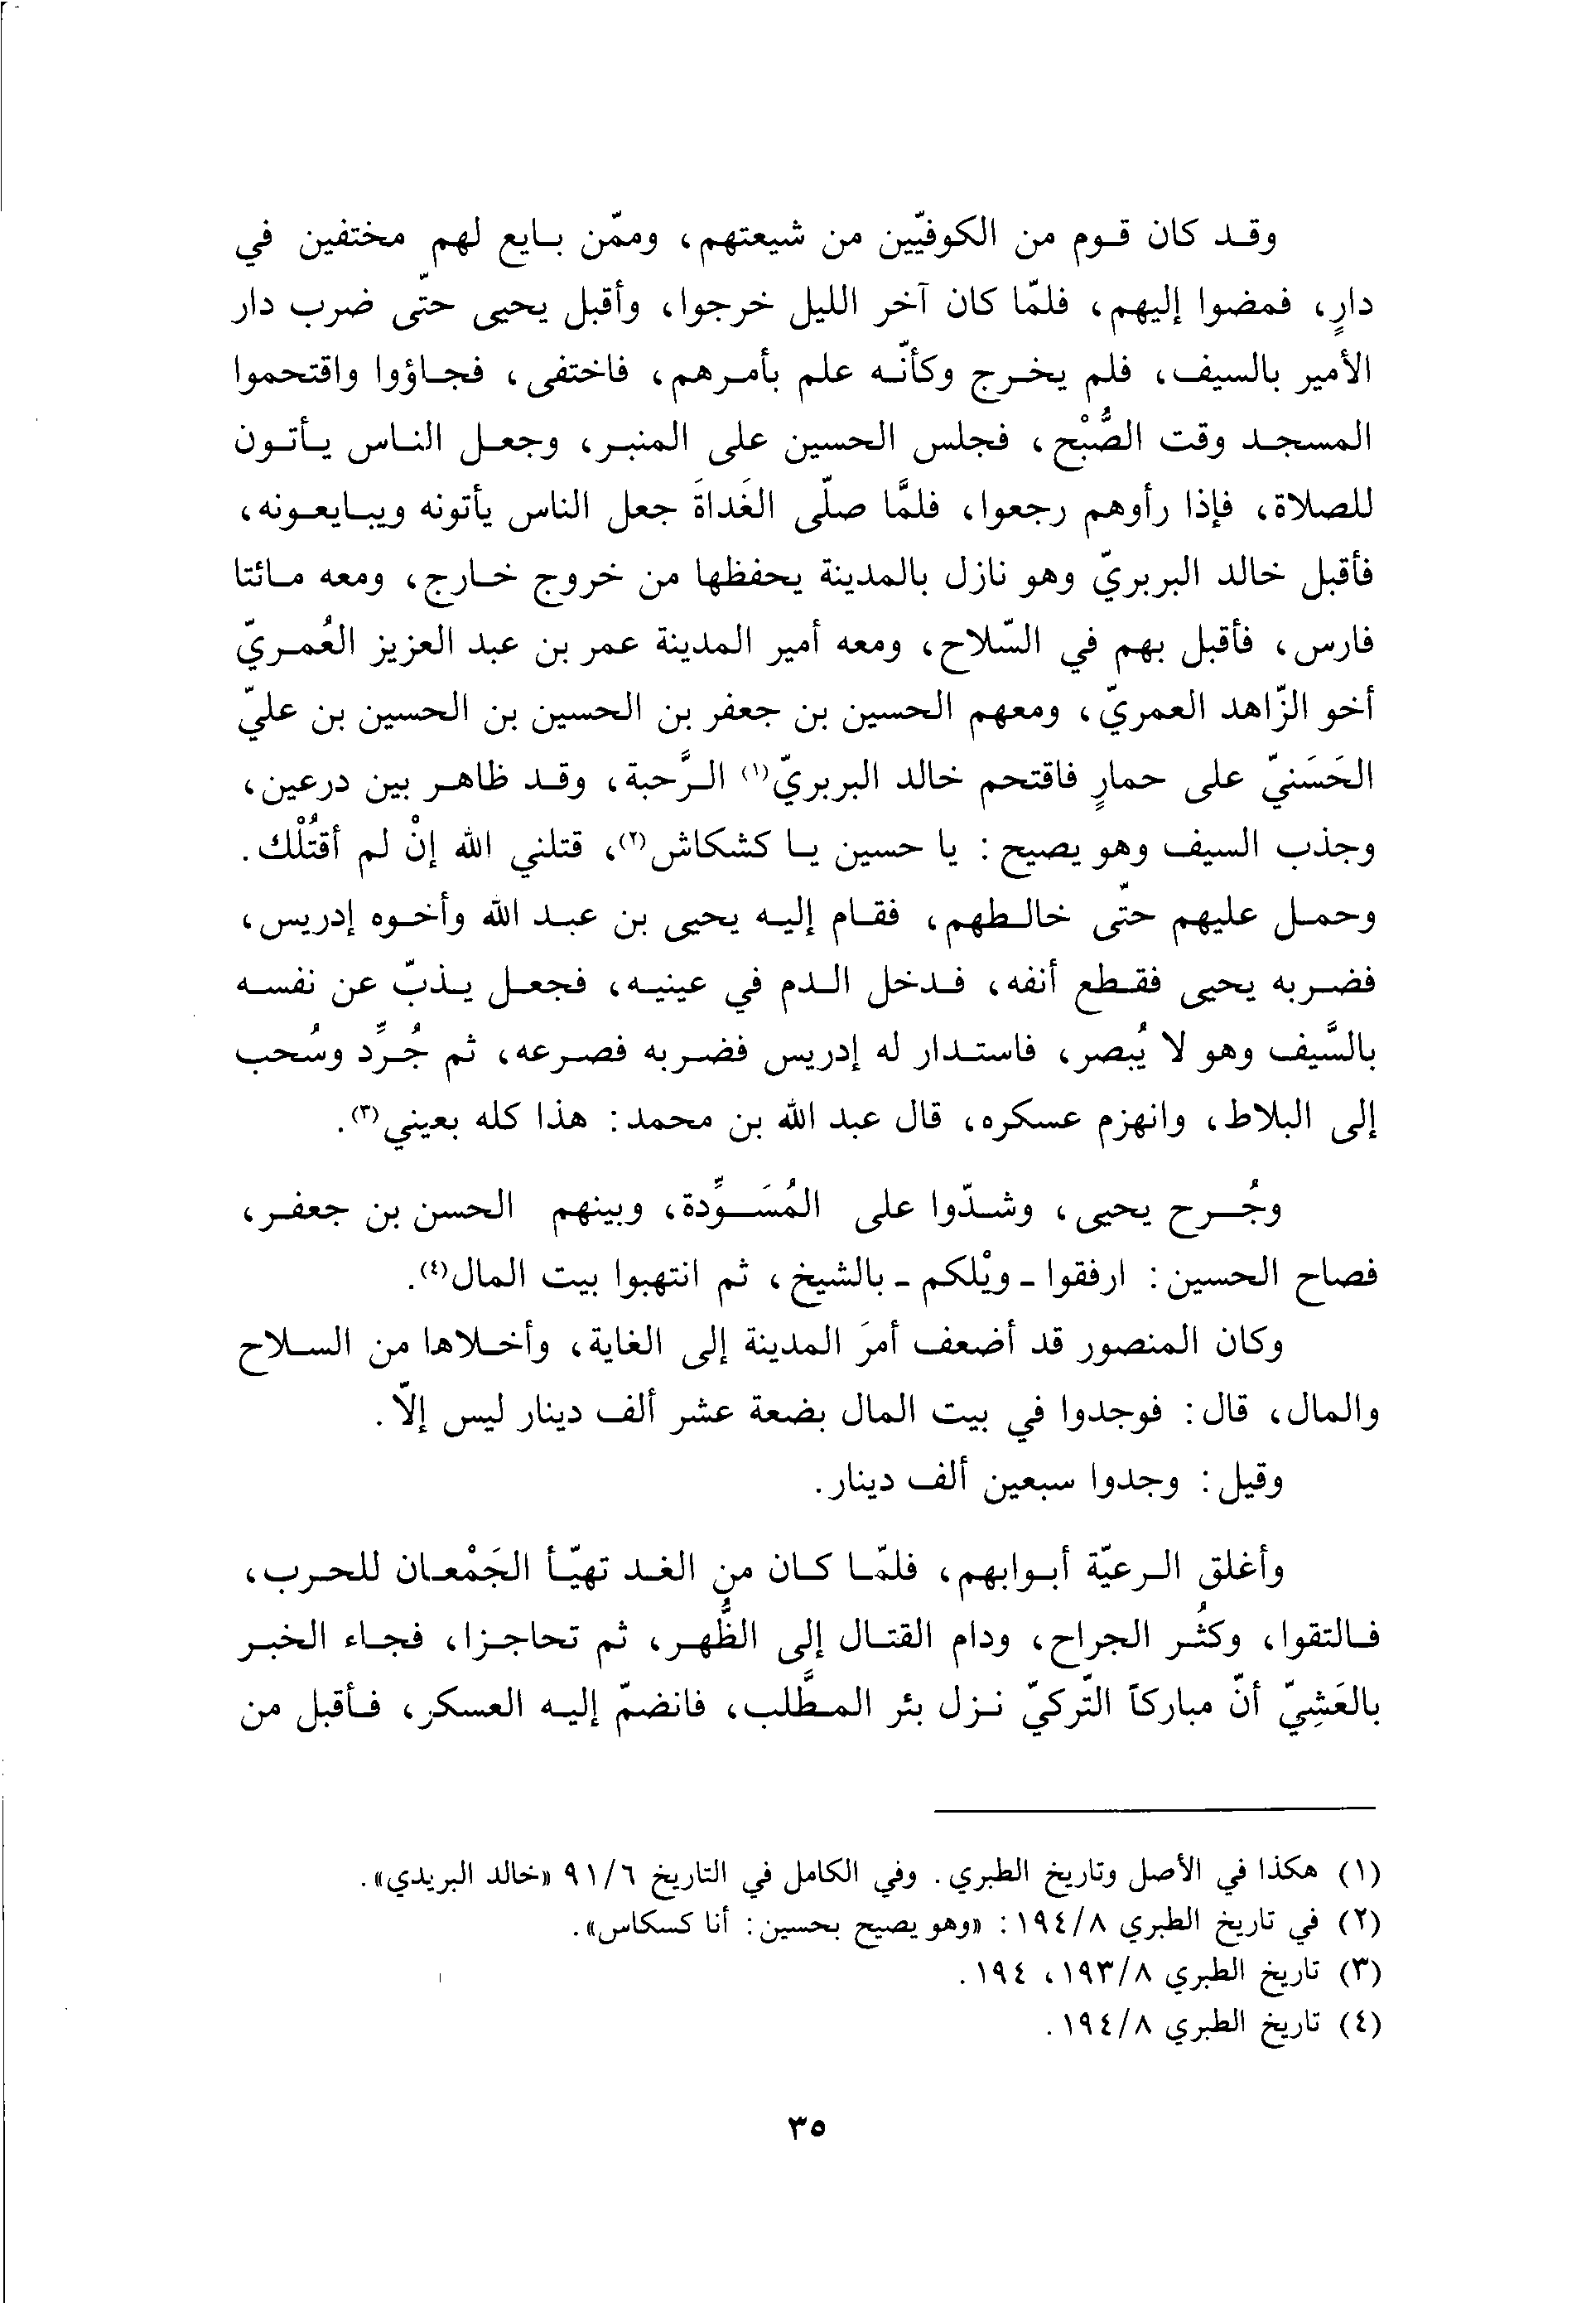 وقد كان قوم من الكوفيّين من شيعتهم، وممّن بايع لهم مختفين في
دارٍ، فمضوا إليهم، فلمّا كان آخر الليل خرجوا، وأقبل يحيى حتّى ضرب دار
الأمير بالسيف، فلم يخرج وكأنّه علم بأمرهم، فاختفى، فجاؤوا واقتحموا
المسجد وقت الصُّبْح، فجلس الحسين على المنبر، وجعل الناس يأتون
للصلاة، فإذا رأوهم رجعوا، فلمَّا صلّى الغَداةَ جعل الناس يأتونه ويبايعونه،
فأقبل خالد البربريّ وهو نازل بالمدينة يحفظها من خروج خارج، ومعه مائتا
فارس، فأقبل بهم في السّلاح، ومعه أمير المدينة عمر بن عبد العزيز العُمريّ
أخو الزّاهد العمريّ، ومعهم الحسين بن جعفر بن الحسين بن الحسين بن عليّ
الحَسَنيّ على حمارٍ فاقتحم خالد البربريّ(١) الرَّحبة، وقد ظاهر بين درعين،
وجذب السيف وهو يصيح: يا حسين يا كشكاش(٢)، قتلني الله إنْ لم أقتُلْك.
وحمل عليهم حتّى خالطهم، فقام إليه يحيى بن عبد الله وأخوه إدريس،
فضربه يحيى فقطع أنفه، فدخل الدم في عينيه، فجعل يذبّ عن نفسه
بالسَّيف وهو لا يُبصر، فاستدار له إدريس فضربه فصرعه، ثم جُرِّد وسُحب
إلى البلاط، وانهزم عسكره، قال عبد الله بن محمد: هذا كله بعيني(٣).
وجُرح يحيى، وشدّوا على المُسَوِّدة، وبينهم الحسن بن جعفر،
فصاح الحسين: ارفقوا - ويْلكم - بالشيخ، ثم انتهبوا بيت المال(٤).
وكان المنصور قد أضعف أمرَ المدينة إلى الغاية، وأخلاها من السلاح
والمال، قال: فوجدوا في بيت المال بضعة عشر ألف دينار ليس إلّا.
وقيل: وجدوا سبعين ألف دينار.
وأغلق الرعيّة أبوابهم، فلمّا كان من الغد تهيّأ الجَمْعان للحرب،
فالتقوا، وكثُر الجراح، ودام القتال إلى الظُّهر، ثم تحاجزا، فجاء الخبر
بالعَشِيّ أنّ مباركاً التّركيّ نزل بئر المطَّلب، فانضمّ إليه العسكر، فأقبل من
(١) هكذا في الأصل وتاريخ الطبري. وفي الكامل في التاريخ ٩١/٦ «خالد البريدي».
(٢) في تاريخ الطبري ١٩٤/٨: «وهو يصيح بحسين: أنا كسكاس».
(٣) تاريخ الطبري ١٩٣/٨، ١٩٤.
(٤) تاريخ الطبري ١٩٤/٨.
٣٥